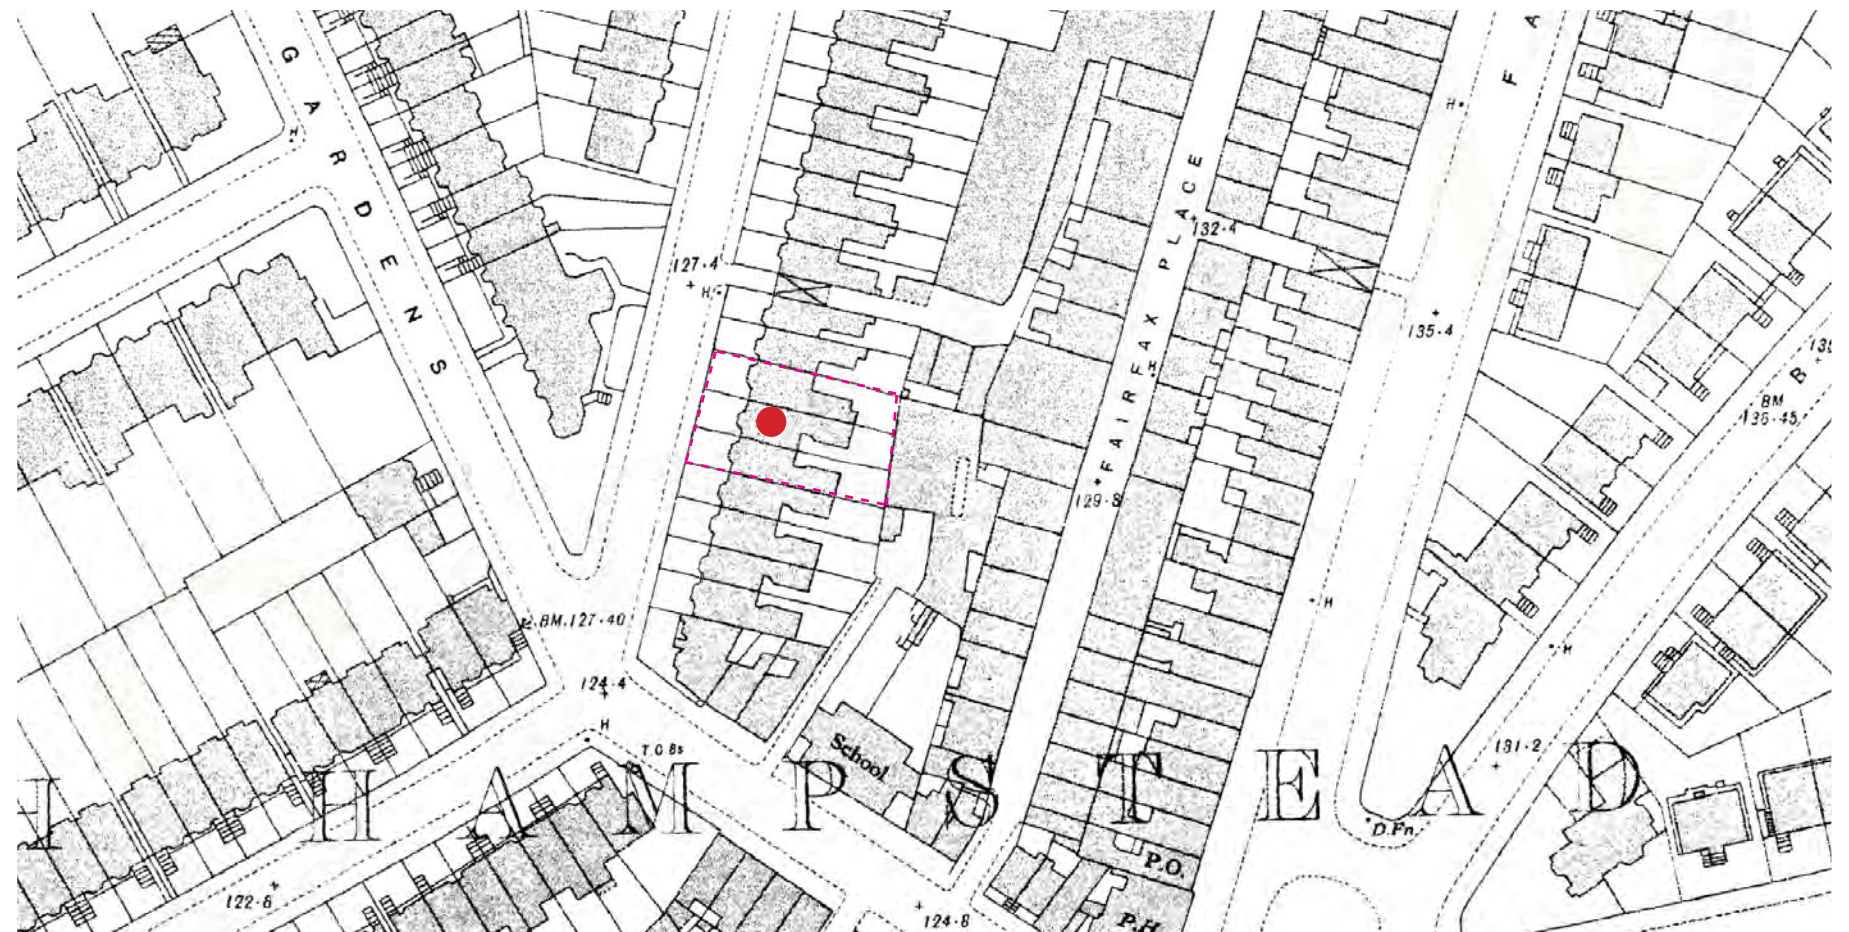 GARDENS
F A
H
H
FAIRFAX PLACE
132.4
127.4
H
135.4
B
BM
136.45
H
129.8
H
BM.127.40
H
124.4
H
T.C.Bs
School
131.2
H HAMPSTEAD
D.Fn.
P.O.
122.8
124.8
P.H